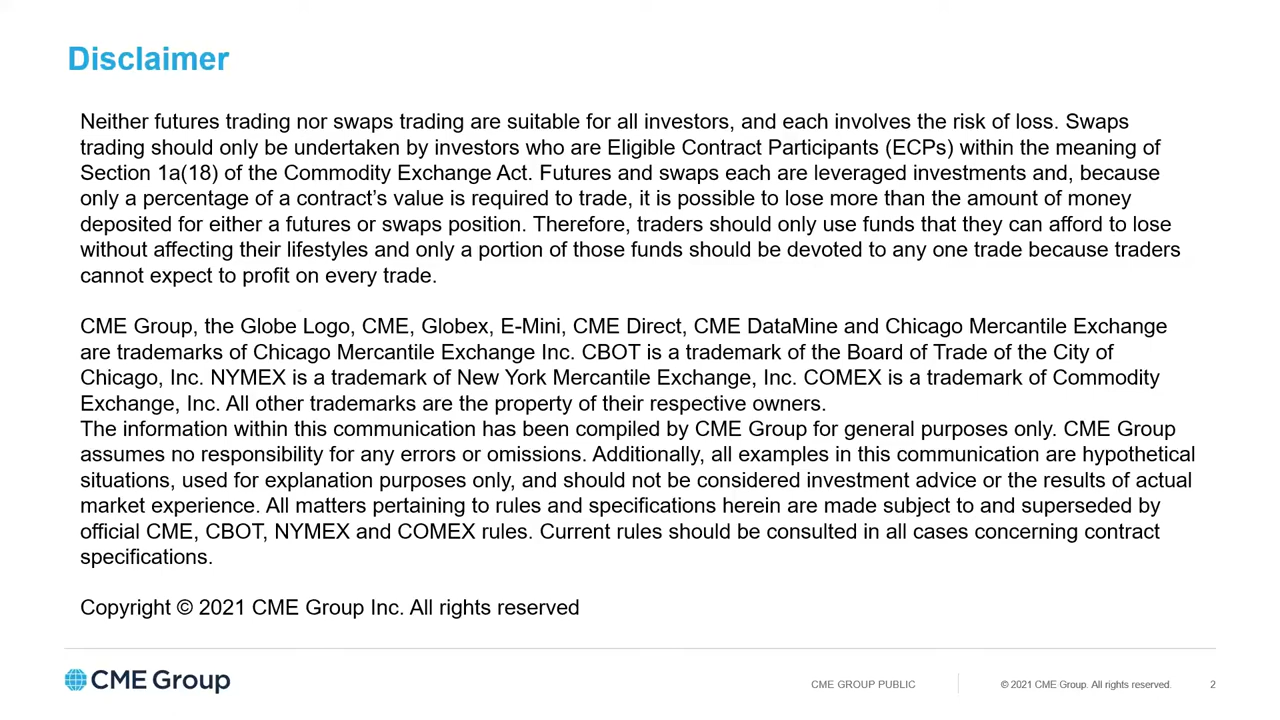 Disclaimer
Neither futures trading nor swaps trading are suitable for all investors, and each involves the risk of loss. Swaps
trading should only be undertaken by investors who are Eligible Contract Participants (ECPs) within the meaning of
Section 1a(18) of the Commodity Exchange Act. Futures and swaps each are leveraged investments and, because
only a percentage of a contract’s value is required to trade, it is possible to lose more than the amount of money
deposited for either a futures or swaps position. Therefore, traders should only use funds that they can afford to lose
without affecting their lifestyles and only a portion of those funds should be devoted to any one trade because traders
cannot expect to profit on every trade.
CME Group, the Globe Logo, CME, Globex, E-Mini, CME Direct, CME DataMine and Chicago Mercantile Exchange
are trademarks of Chicago Mercantile Exchange Inc. CBOT is a trademark of the Board of Trade of the City of
Chicago, Inc. NYMEX is a trademark of New York Mercantile Exchange, Inc. COMEX is a trademark of Commodity
Exchange, Inc. All other trademarks are the property of their respective owners.
The information within this communication has been compiled by CME Group for general purposes only. CME Group
assumes no responsibility for any errors or omissions. Additionally, all examples in this communication are hypothetical
situations, used for explanation purposes only, and should not be considered investment advice or the results of actual
market experience. All matters pertaining to rules and specifications herein are made subject to and superseded by
official CME, CBOT, NYMEX and COMEX rules. Current rules should be consulted in all cases concerning contract
specifications.
Copyright © 2021 CME Group Inc. All rights reserved
CME Group
CME GROUP PUBLIC
© 2021 CME Group. All rights reserved.
2